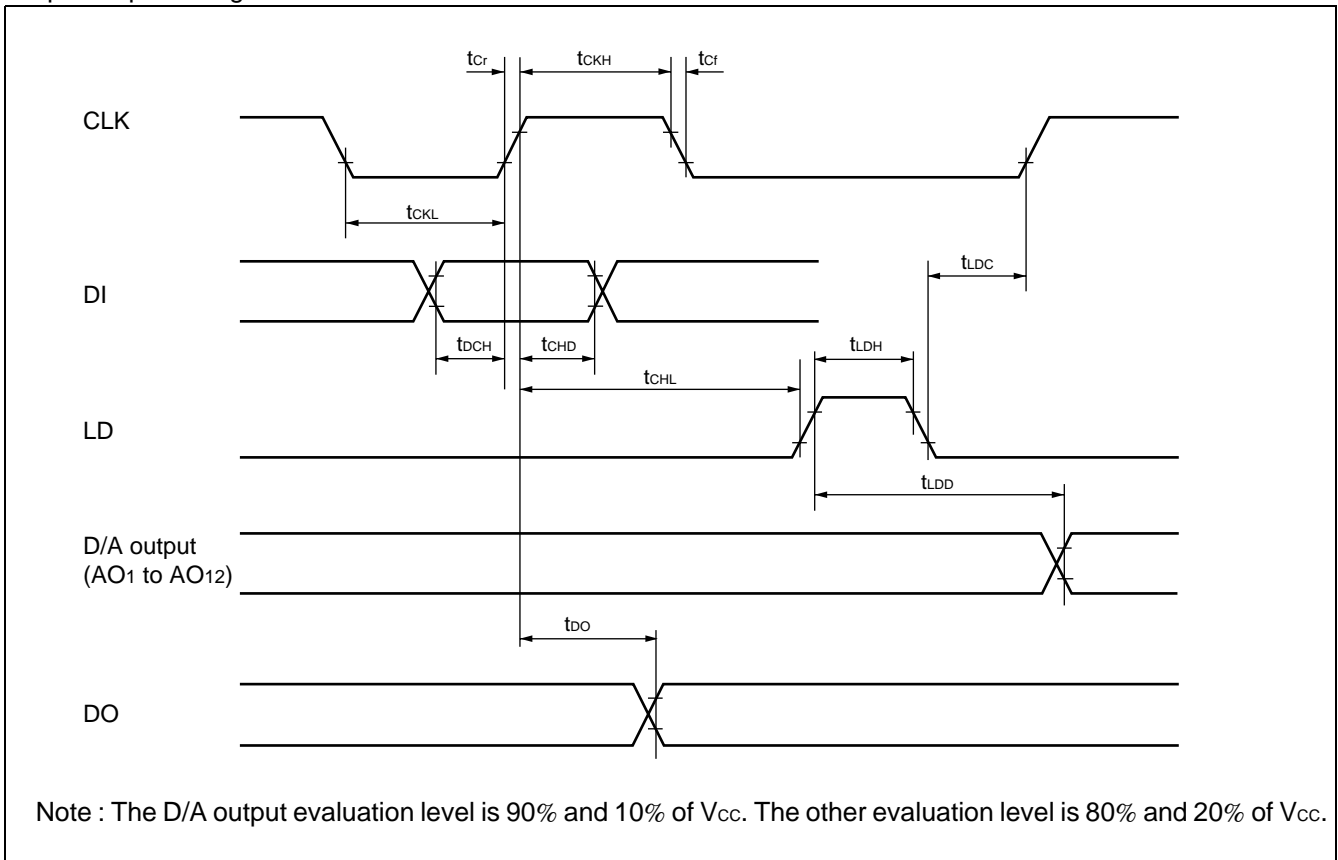 tCr tCKH tCf
CLK
tCKL
tLDC
DI
tDCH tCHD tLDH
tCHL
LD
tLDD
D/A output
(AO1 to AO12)
tDO
DO
Note : The D/A output evaluation level is 90% and 10% of VCC. The other evaluation level is 80% and 20% of VCC.